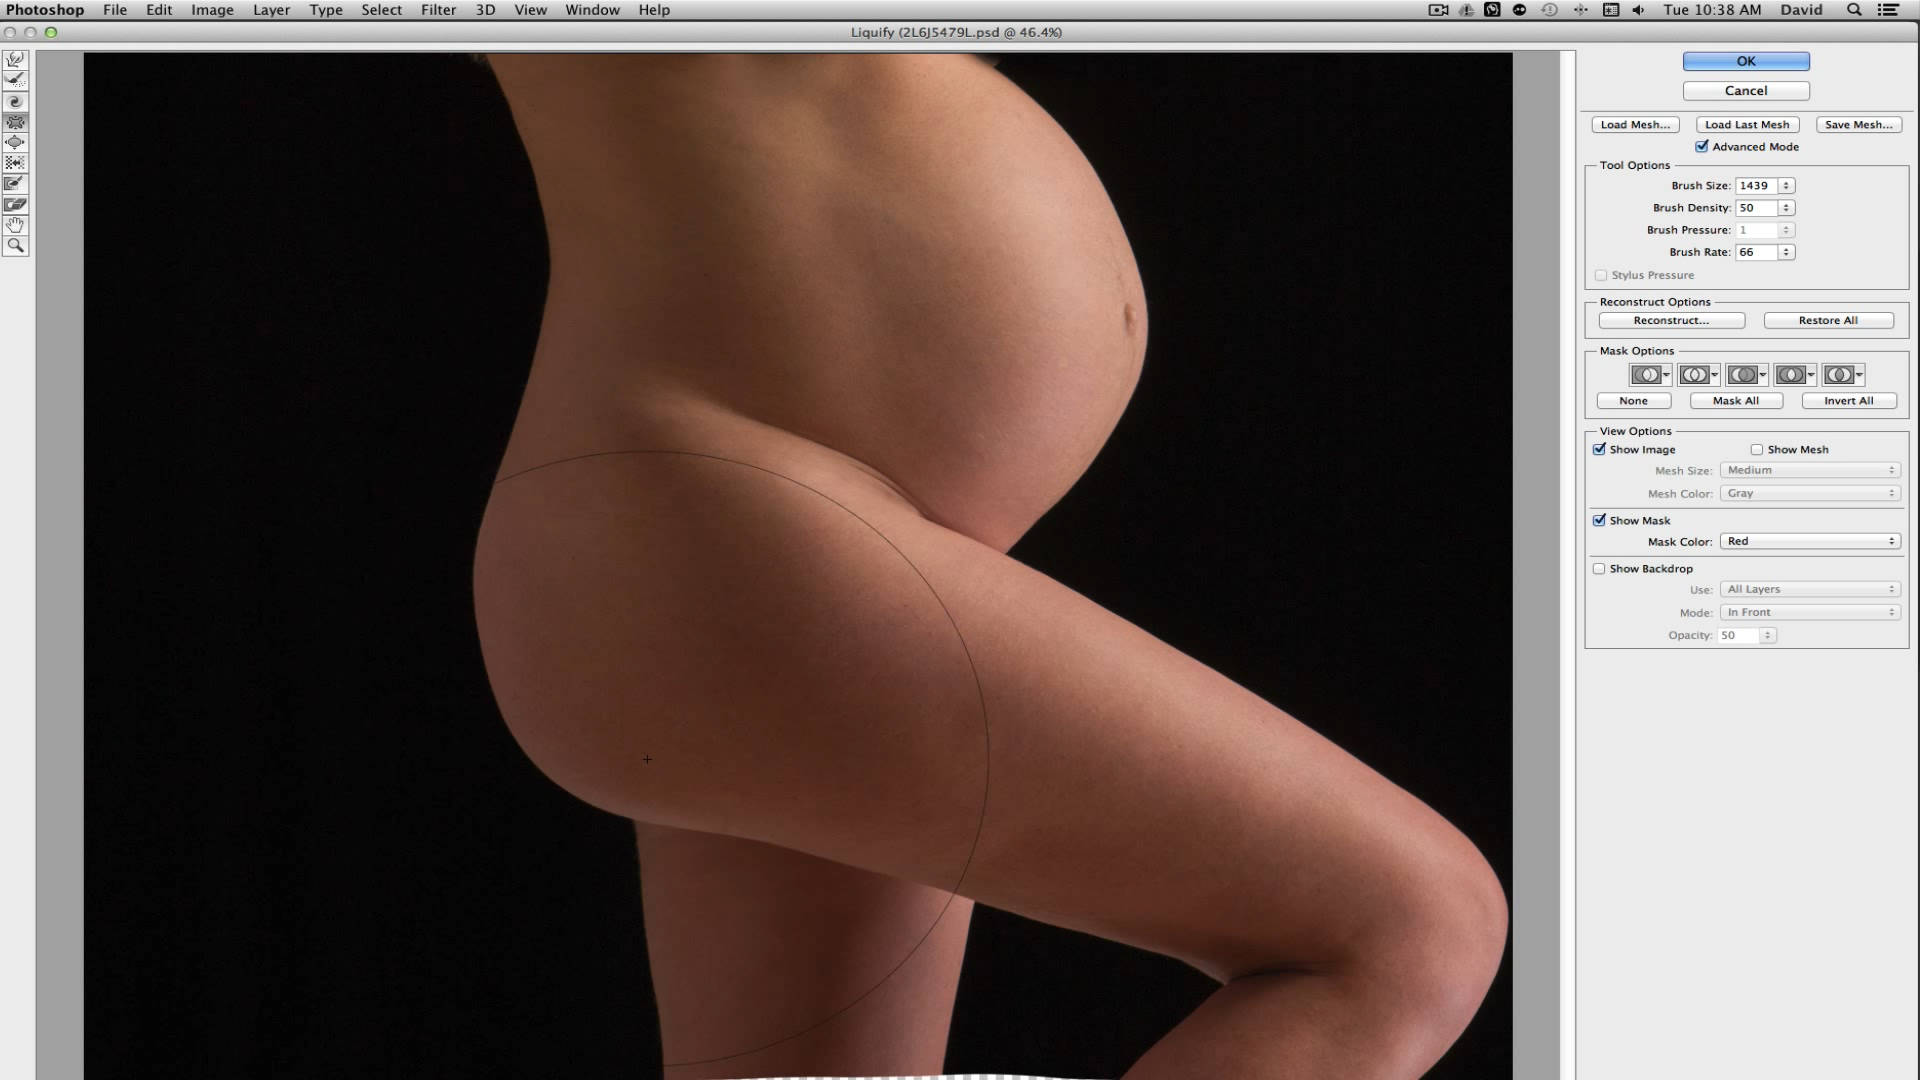 Photoshop File Edit Image Layer Type Select Filter 3D View Window Help Tue 10:38 AM David
Liquify (2L6J5479L.psd @ 46.4%)
OK
Cancel
Load Mesh... Load Last Mesh Save Mesh...
Advanced Mode
Tool Options
Brush Size: 1439
Brush Density: 50
Brush Pressure: 1
Brush Rate: 66
Stylus Pressure
Reconstruct Options
Reconstruct... Restore All
Mask Options
None Mask All Invert All
View Options
Show Image Show Mesh
Mesh Size: Medium
Mesh Color: Gray
Show Mask
Mask Color: Red
Show Backdrop
Use: All Layers
Mode: In Front
Opacity: 50